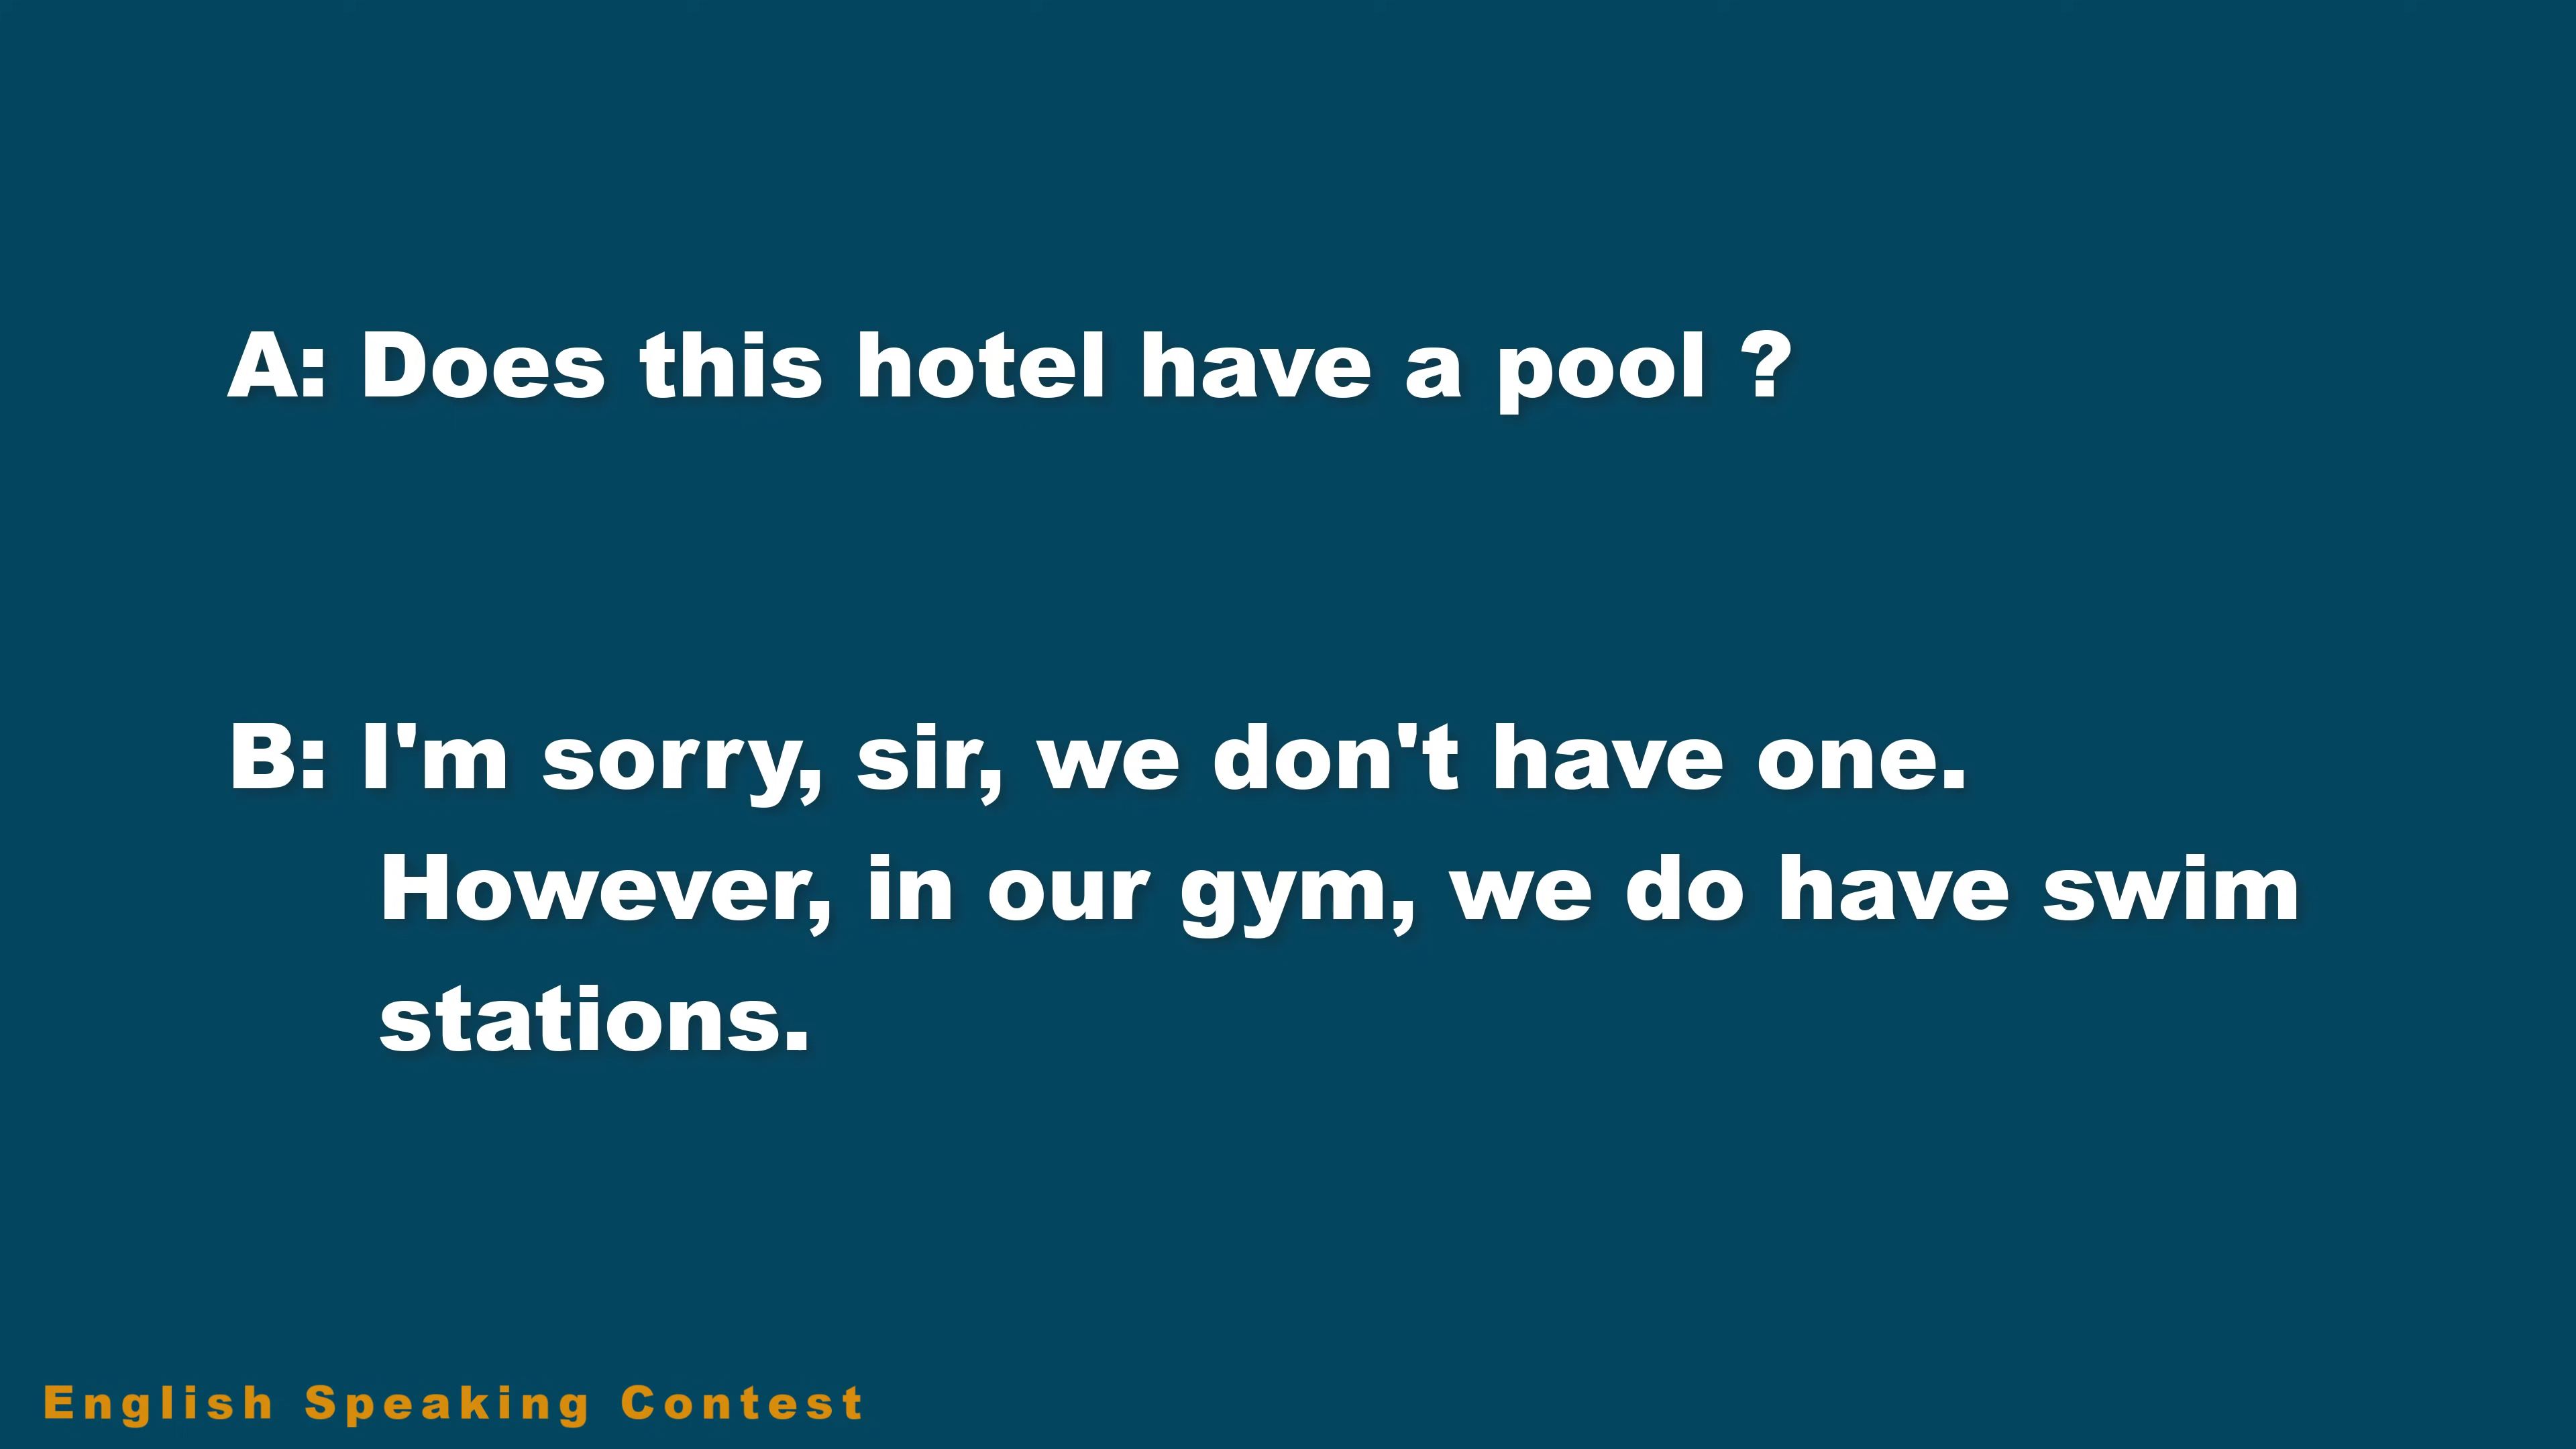 A: Does this hotel have a pool ?
B: I'm sorry, sir, we don't have one.
However, in our gym, we do have swim
stations.
English Speaking Contest